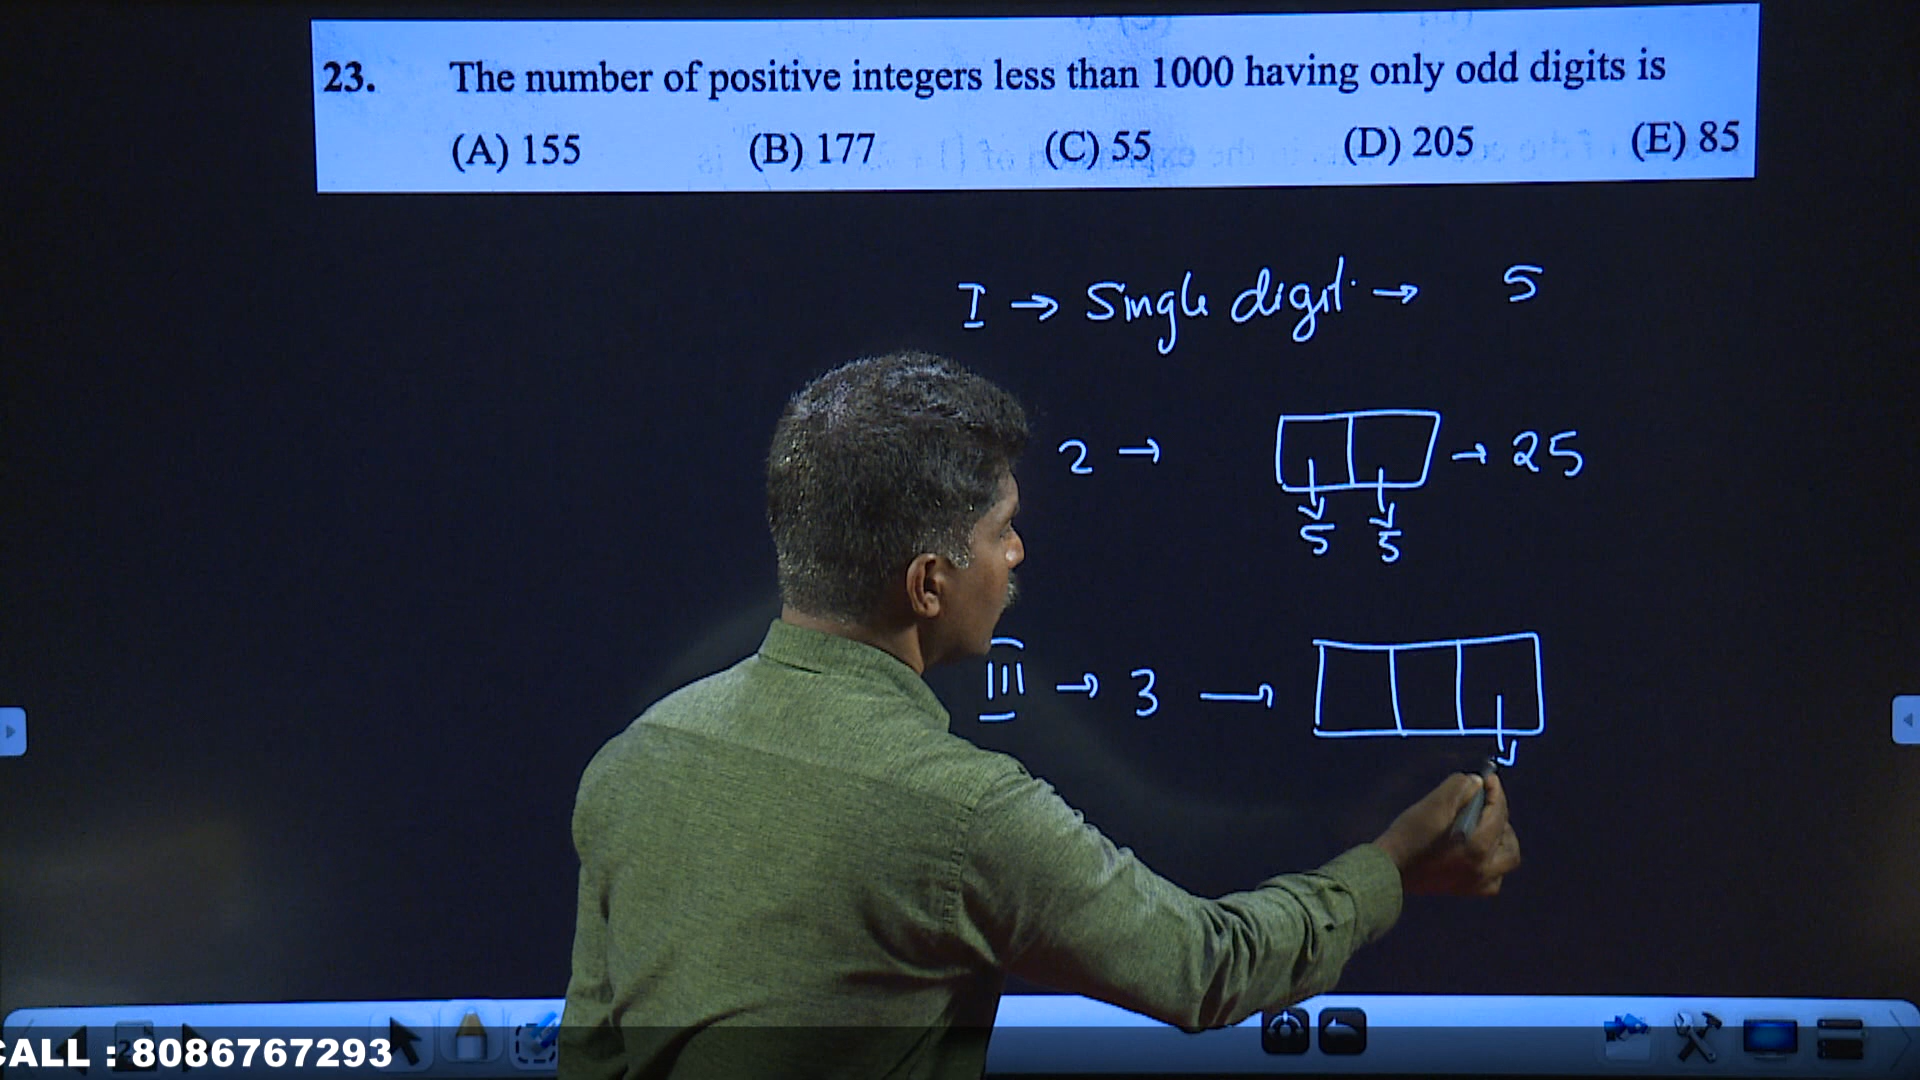 23. The number of positive integers less than 1000 having only odd digits is
(A) 155 (B) 177 (C) 55 (D) 205 (E) 85
I → Single digit → 5
2 → → 25
5 5
III → 3 →
CALL : 8086767293